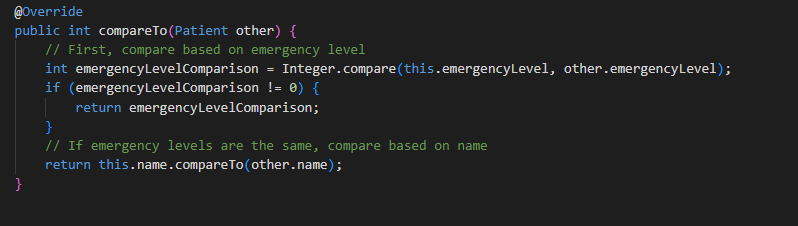 @Override
public int compareTo(Patient other) {
    // First, compare based on emergency level
    int emergencyLevelComparison = Integer.compare(this.emergencyLevel, other.emergencyLevel);
    if (emergencyLevelComparison != 0) {
        return emergencyLevelComparison;
    }
    // If emergency levels are the same, compare based on name
    return this.name.compareTo(other.name);
}